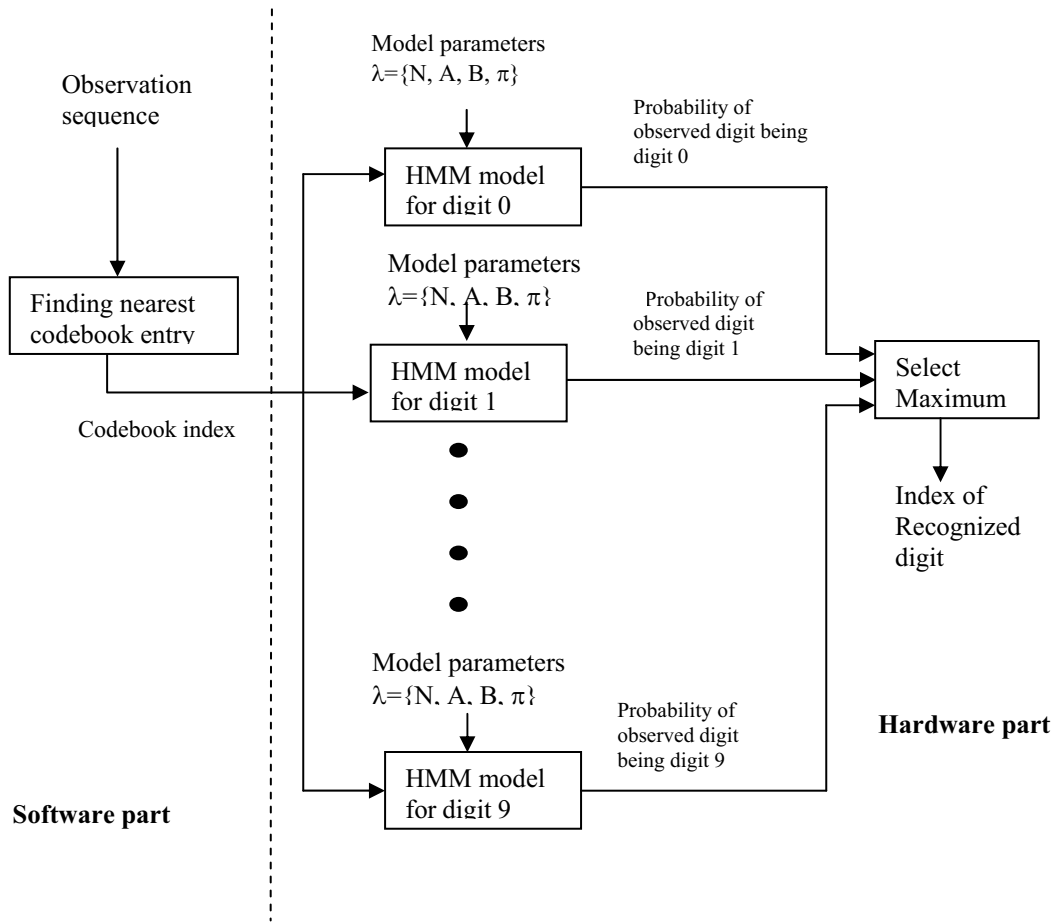 Observation
sequence
Finding nearest
codebook entry
Codebook index
Software part
Model parameters
λ={N, A, B, π}
HMM model
for digit 0
Probability of
observed digit being
digit 0
Model parameters
λ={N, A, B, π}
HMM model
for digit 1
Probability of
observed digit
being digit 1
Model parameters
λ={N, A, B, π}
HMM model
for digit 9
Probability of
observed digit
being digit 9
Select
Maximum
Index of
Recognized
digit
Hardware part